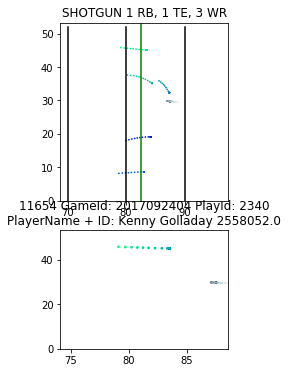 SHOTGUN 1 RB, 1 TE, 3 WR
50
40
30
20
10
0
70 80 90
11654 GameId: 2017092404 PlayId: 2340
PlayerName + ID: Kenny Golladay 2558052.0
40
20
0
75 80 85